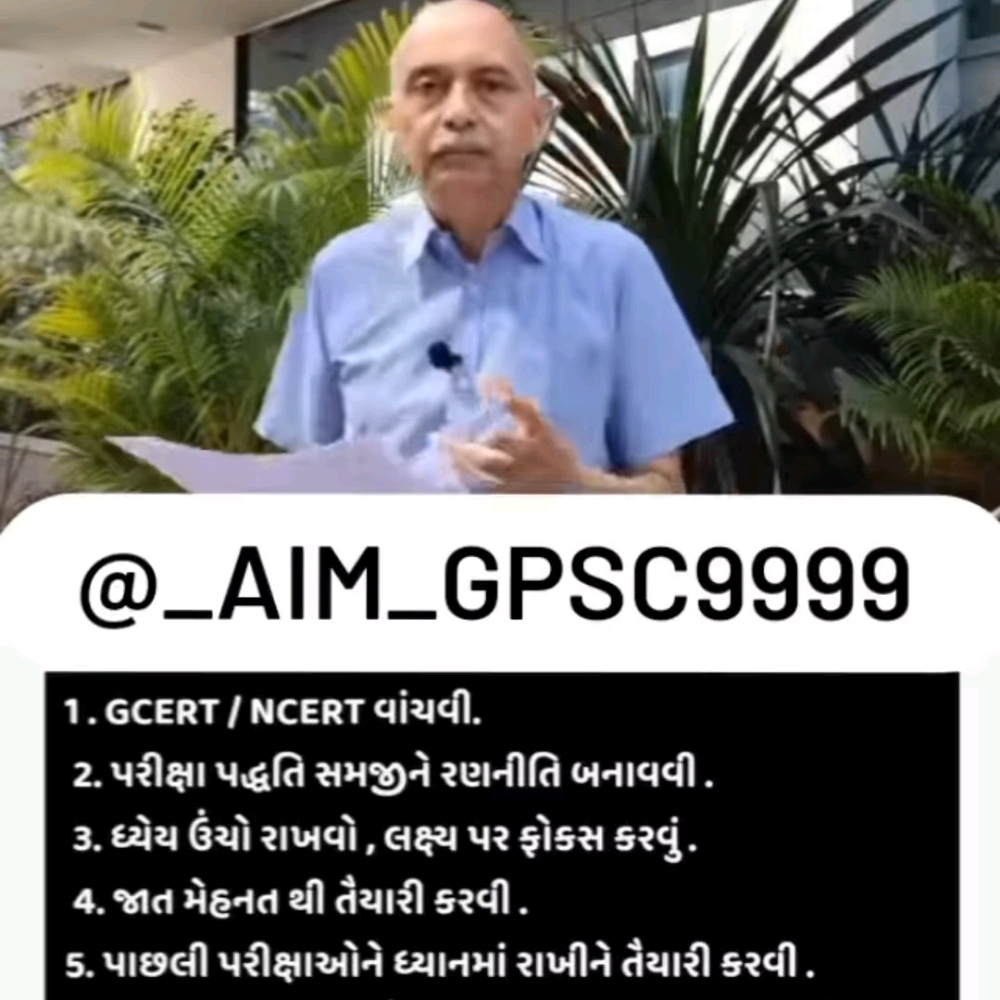 @_AIM_GPSC9999
1. GCERT / NCERT વાંચવી.
2. પરીક્ષા પદ્ધતિ સમજીને રણનીતિ બનાવવી .
3. ધ્યેય ઉંચો રાખવો , લક્ષ્ય પર ફોકસ કરવું .
4. જાત મેહનત થી તૈયારી કરવી .
5. પાછલી પરીક્ષાઓને ધ્યાનમાં રાખીને તૈયારી કરવી .